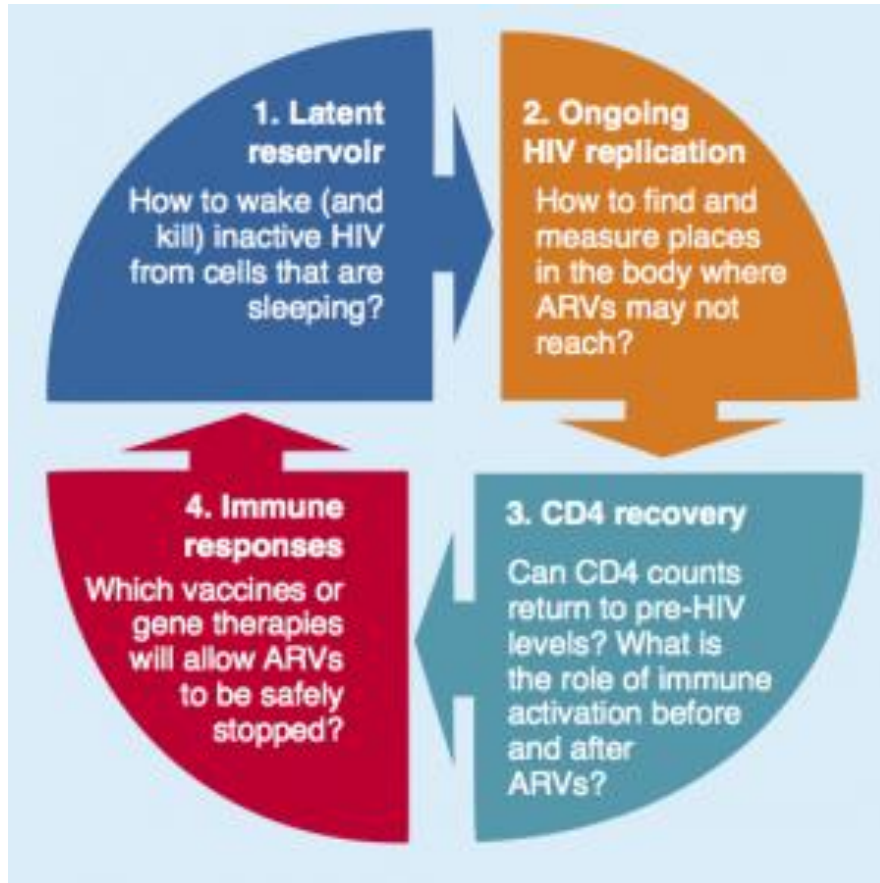 1. Latent
reservoir
How to wake (and
kill) inactive HIV
from cells that are
sleeping?
2. Ongoing
HIV replication
How to find and
measure places
in the body where
ARVs may not
reach?
3. CD4 recovery
Can CD4 counts
return to pre-HIV
levels? What is
the role of immune
activation before
and after
ARVs?
4. Immune
responses
Which vaccines or
gene therapies
will allow ARVs
to be safely
stopped?